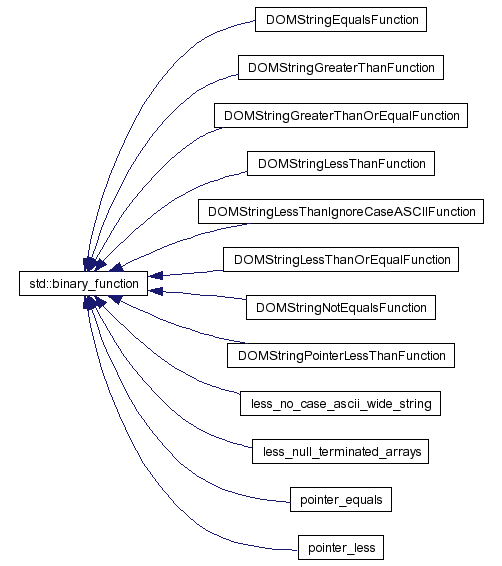 DOMStringEqualsFunction
DOMStringGreaterThanFunction
DOMStringGreaterThanOrEqualFunction
DOMStringLessThanFunction
DOMStringLessThanIgnoreCaseASCIIFunction
DOMStringLessThanOrEqualFunction
std::binary_function
DOMStringNotEqualsFunction
DOMStringPointerLessThanFunction
less_no_case_ascii_wide_string
less_null_terminated_arrays
pointer_equals
pointer_less